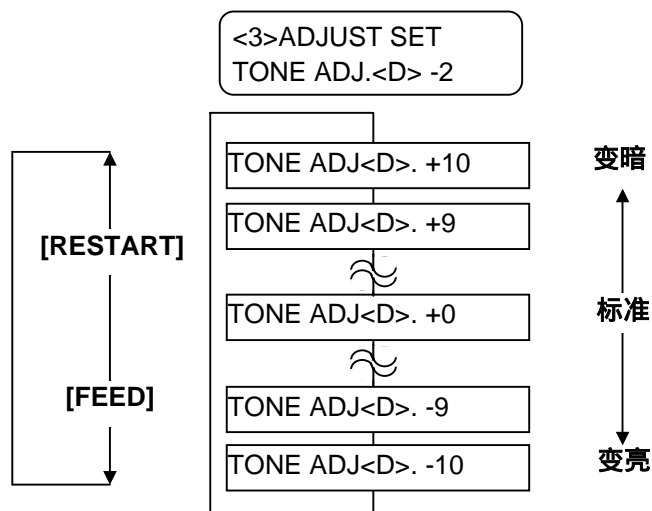 <3>ADJUST SET
TONE ADJ.<D> -2
TONE ADJ<D>. +10
变暗
TONE ADJ<D>. +9
[RESTART]
TONE ADJ<D>. +0
标准
[FEED]
TONE ADJ<D>. -9
TONE ADJ<D>. -10
变亮